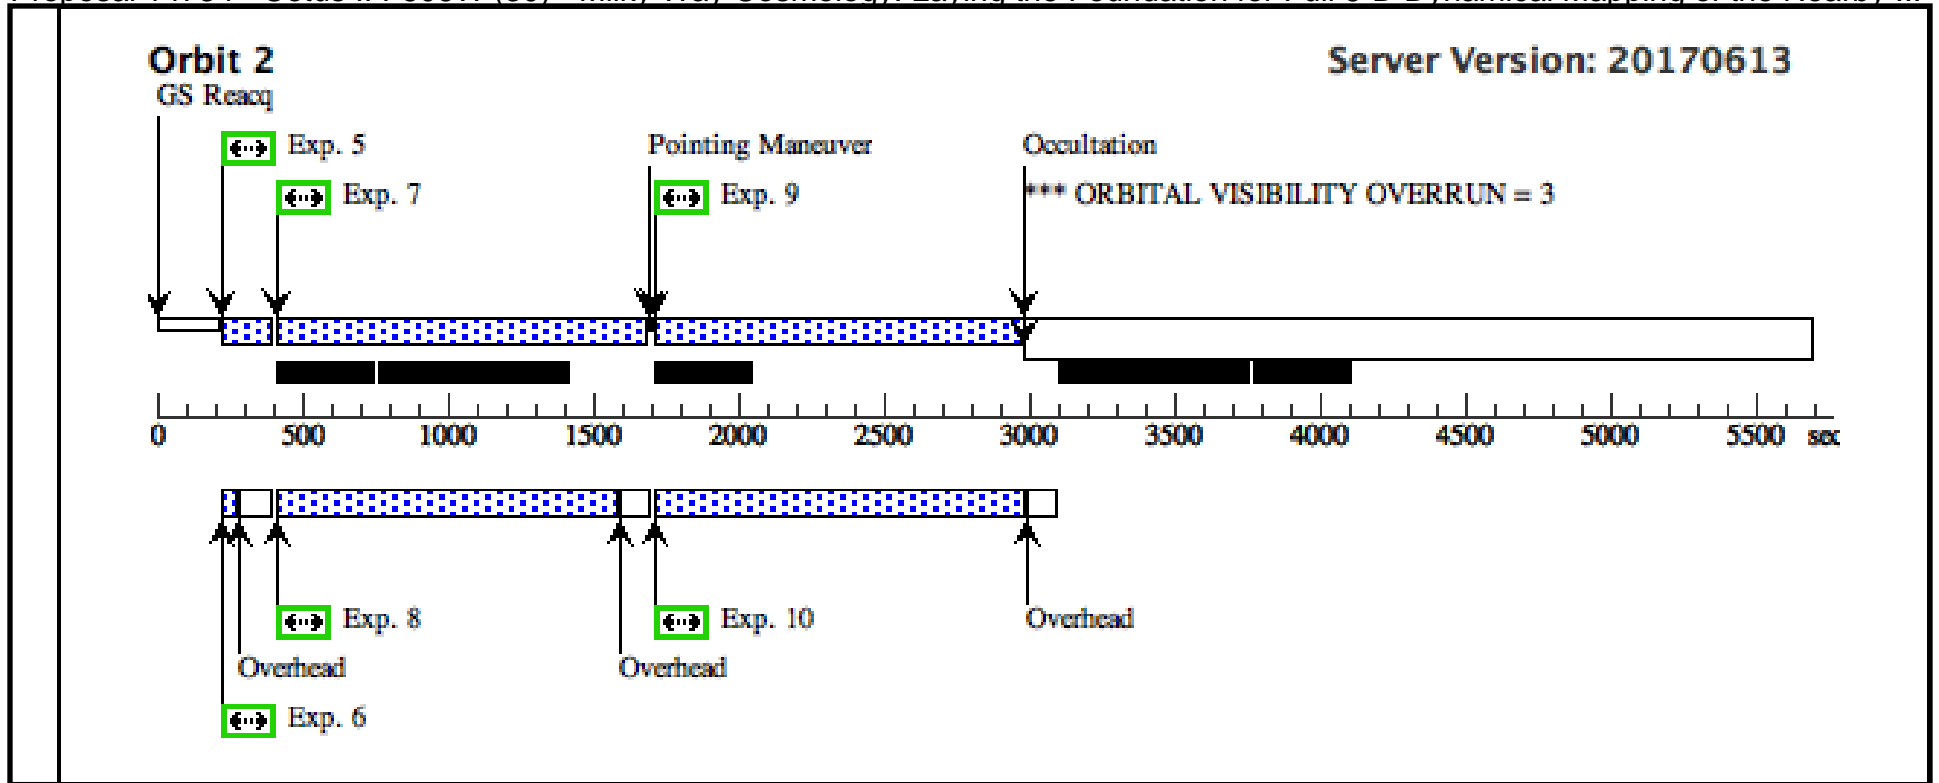 Orbit 2
Server Version: 20170613
GS Reacq
Exp. 5
Pointing Maneuver
Occultation
Exp. 7
Exp. 9
*** ORBITAL VISIBILITY OVERRUN = 3
0 500 1000 1500 2000 2500 3000 3500 4000 4500 5000 5500 sec
Exp. 8
Exp. 10
Overhead
Overhead
Overhead
Exp. 6